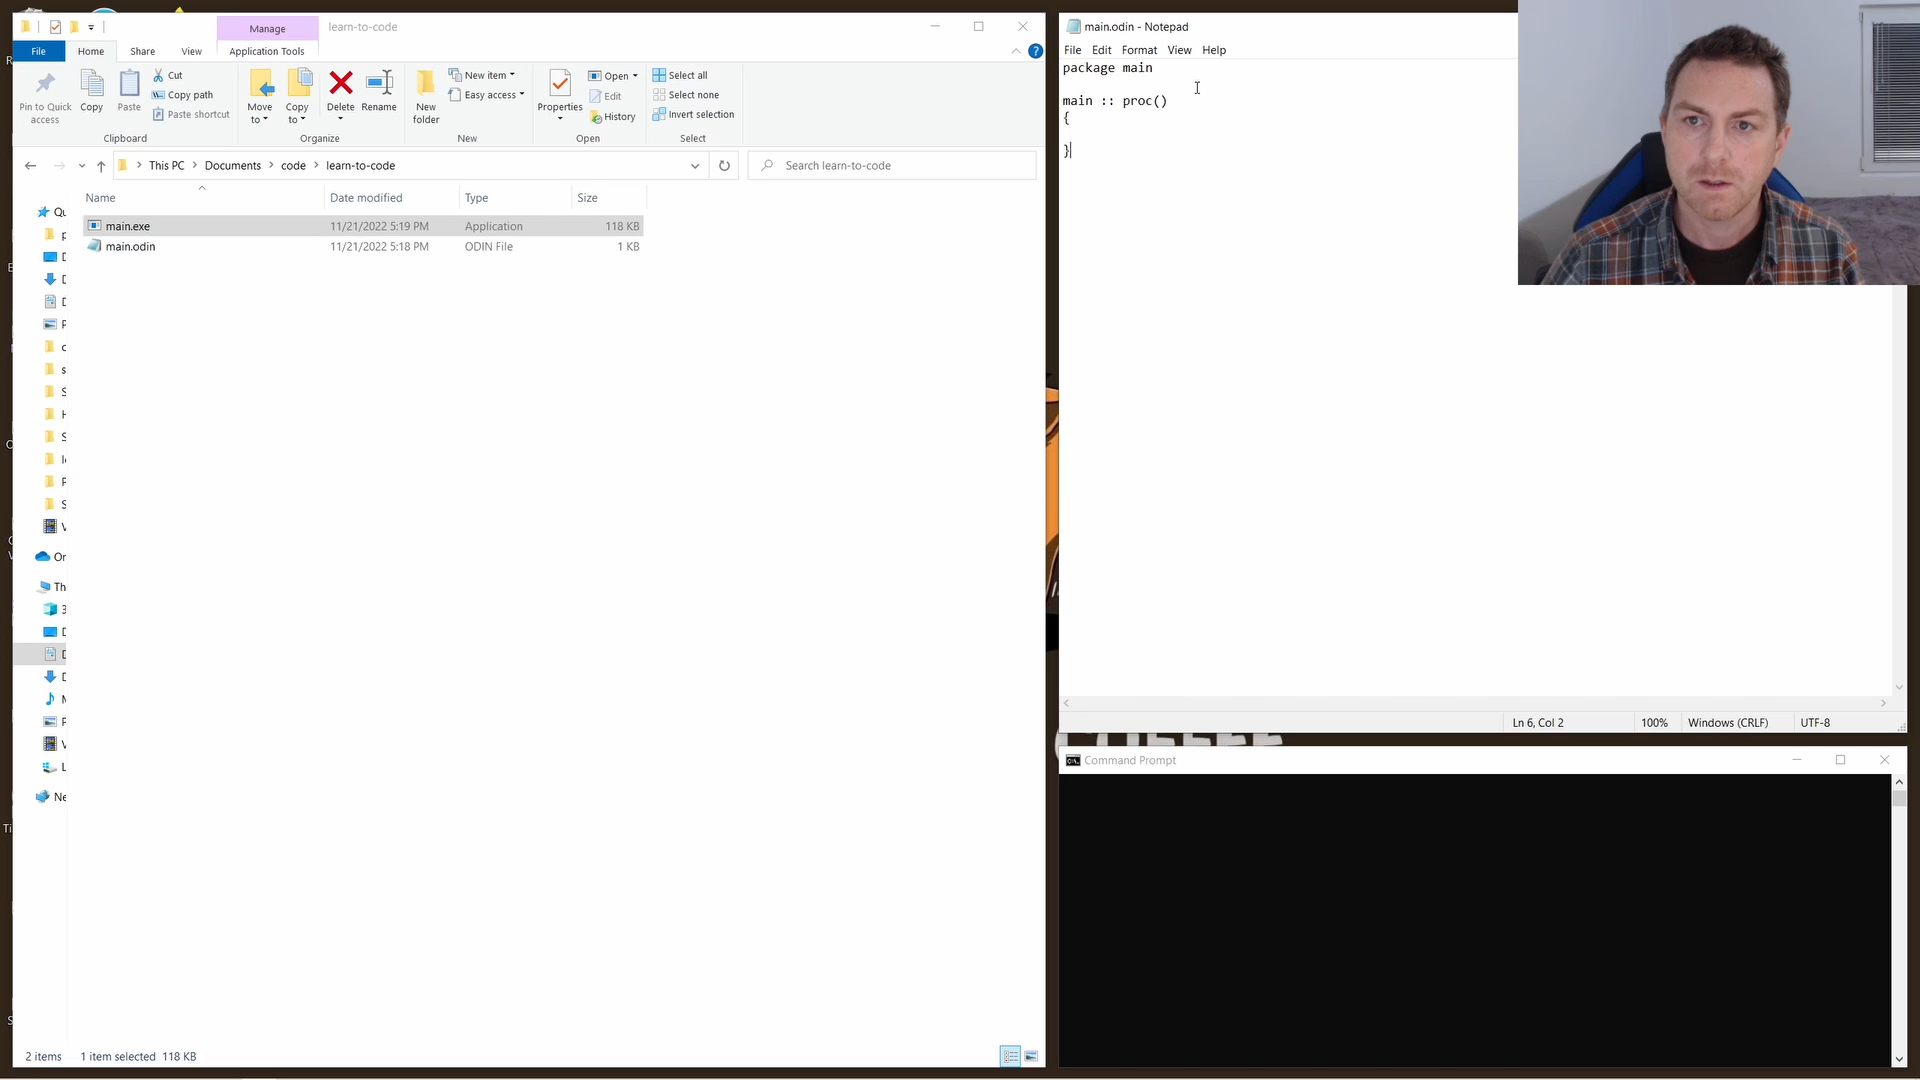 Manage
learn-to-code
File
Home
Share
View
Application Tools
Pin to Quick
access
Copy
Paste
Cut
Copy path
Paste shortcut
Clipboard
Move
to
Copy
to
Delete
Rename
Organize
New
folder
New item
Easy access
New
Properties
Open
Edit
History
Open
Select all
Select none
Invert selection
Select
This PC > Documents > code > learn-to-code
Search learn-to-code
Name
Date modified
Type
Size
main.exe 11/21/2022 5:19 PM Application 118 KB
main.odin 11/21/2022 5:18 PM ODIN File 1 KB
2 items 1 item selected 118 KB
main.odin - Notepad
File Edit Format View Help
package main
main :: proc()
{
}
Ln 6, Col 2 100% Windows (CRLF) UTF-8
Command Prompt